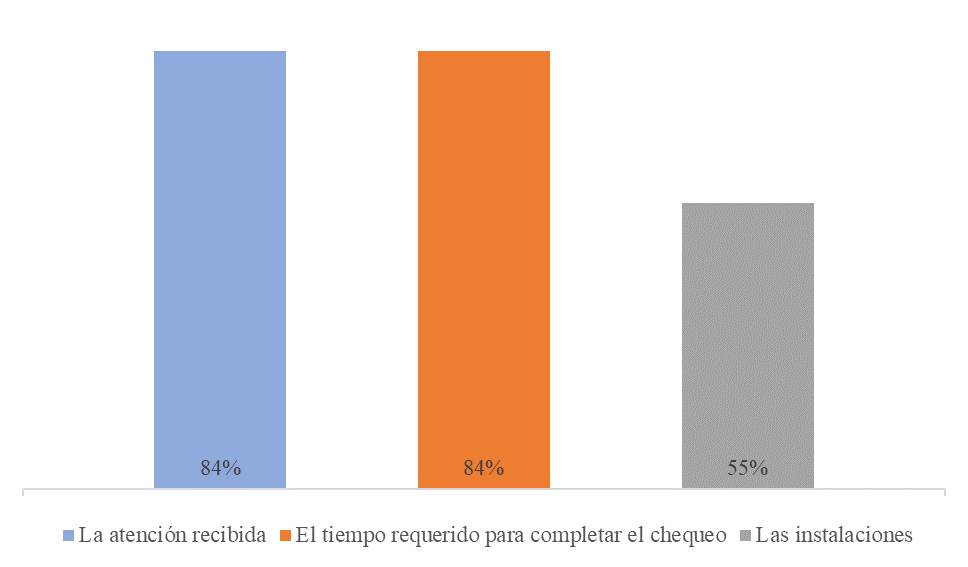 84% 84% 55%
La atención recibida El tiempo requerido para completar el chequeo Las instalaciones